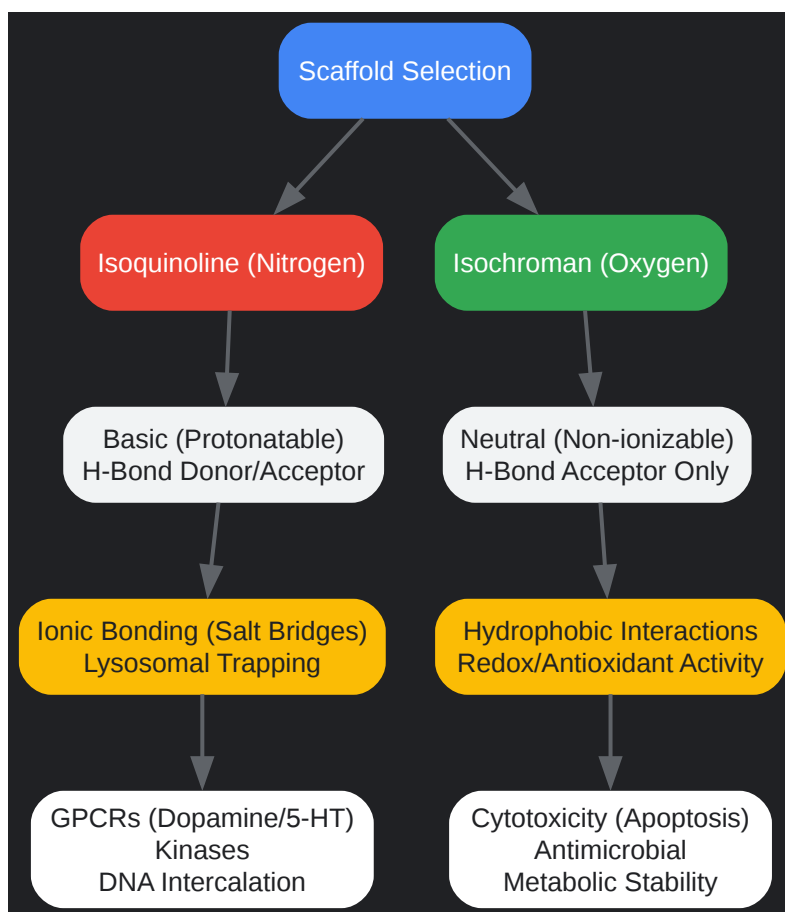 Scaffold Selection
Isoquinoline (Nitrogen)
Isochroman (Oxygen)
Basic (Protonatable)
H-Bond Donor/Acceptor
Neutral (Non-ionizable)
H-Bond Acceptor Only
Ionic Bonding (Salt Bridges)
Lysosomal Trapping
Hydrophobic Interactions
Redox/Antioxidant Activity
GPCRs (Dopamine/5-HT)
Kinases
DNA Intercalation
Cytotoxicity (Apoptosis)
Antimicrobial
Metabolic Stability